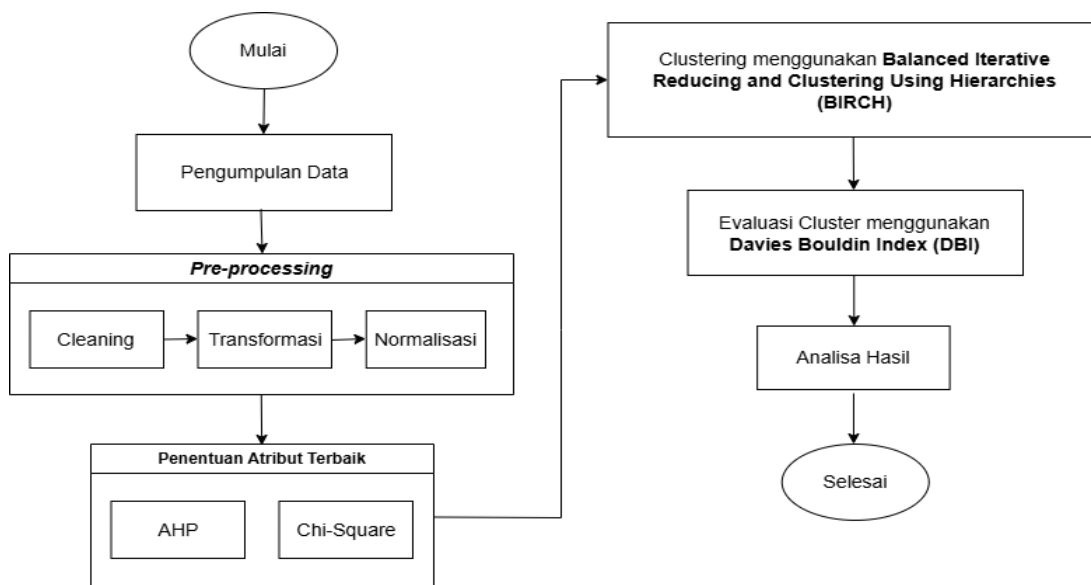 Mulai
Pengumpulan Data
Pre-processing
Cleaning
Transformasi
Normalisasi
Penentuan Atribut Terbaik
AHP
Chi-Square
Clustering menggunakan Balanced Iterative
Reducing and Clustering Using Hierarchies
(BIRCH)
Evaluasi Cluster menggunakan
Davies Bouldin Index (DBI)
Analisa Hasil
Selesai